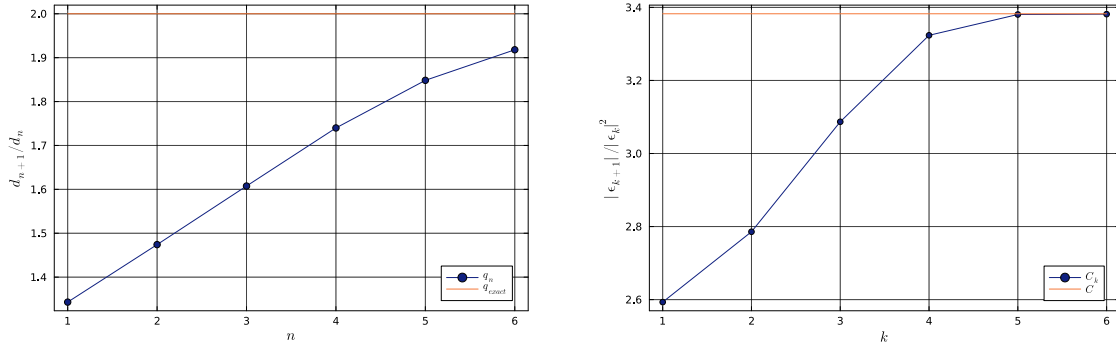 2.0
1.9
1.8
1.7
1.6
1.5
1.4
d_{n+1}/d_n
1 2 3 4 5 6
n
q_n
q_{exact}
3.4
3.2
3.0
2.8
2.6
|ϵ_{k+1}|/|ϵ_k|^2
1 2 3 4 5 6
k
C_k
C